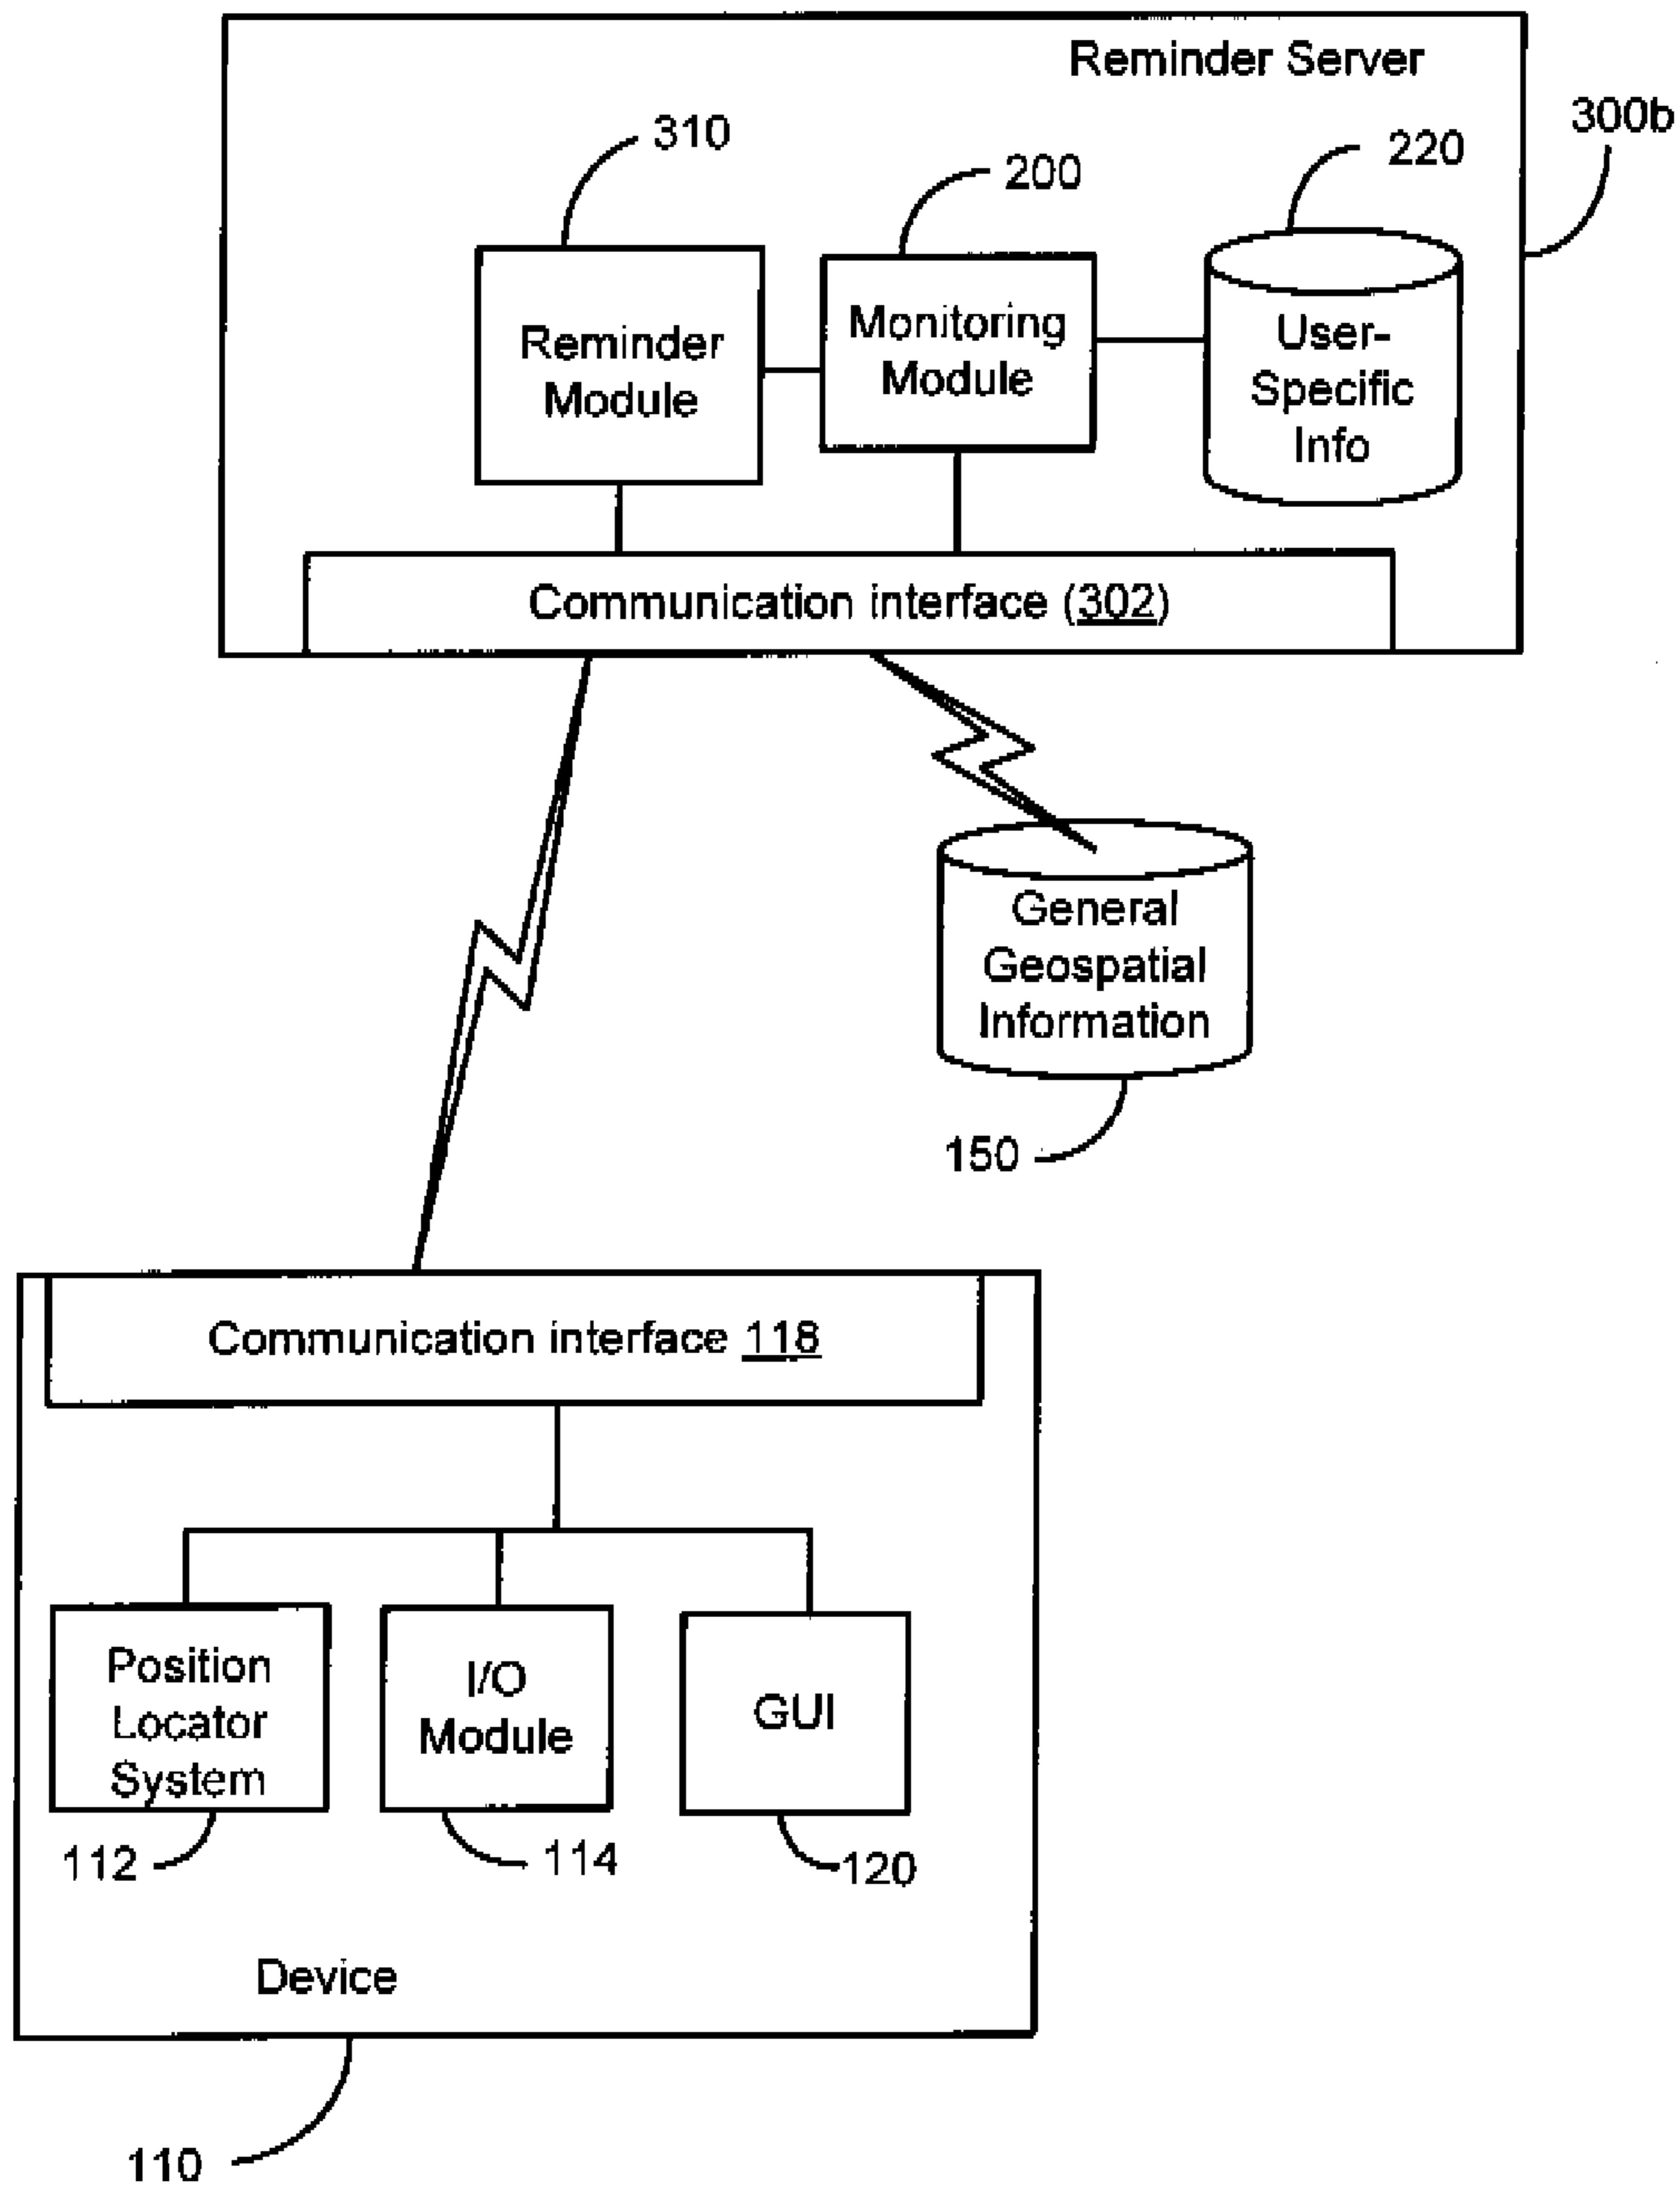 Reminder Server
300b
310
200
220
Reminder
Module
Monitoring
Module
User-
Specific
Info
Communication interface (302)
General
Geospatial
Information
150
Communication interface 118
Position
Locator
System
I/O
Module
GUI
112
114
120
Device
110